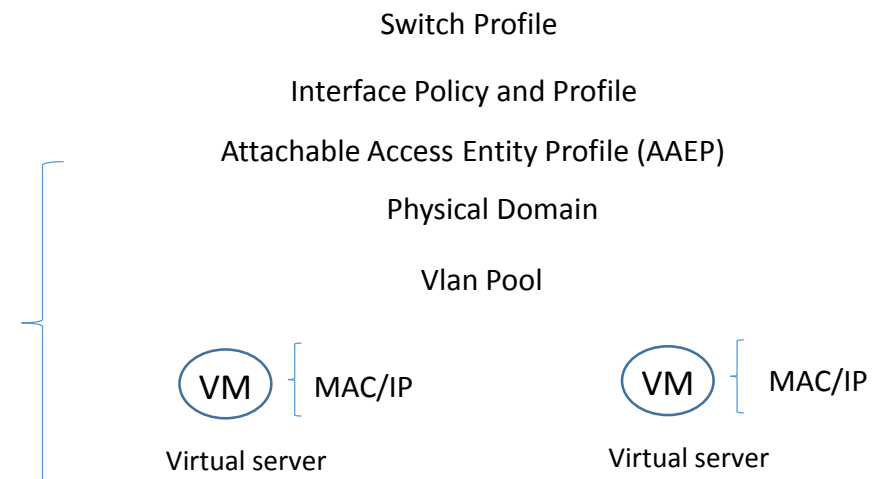 Switch Profile
Interface Policy and Profile
Attachable Access Entity Profile (AAEP)
Physical Domain
Vlan Pool
VM MAC/IP VM MAC/IP
Virtual server Virtual server